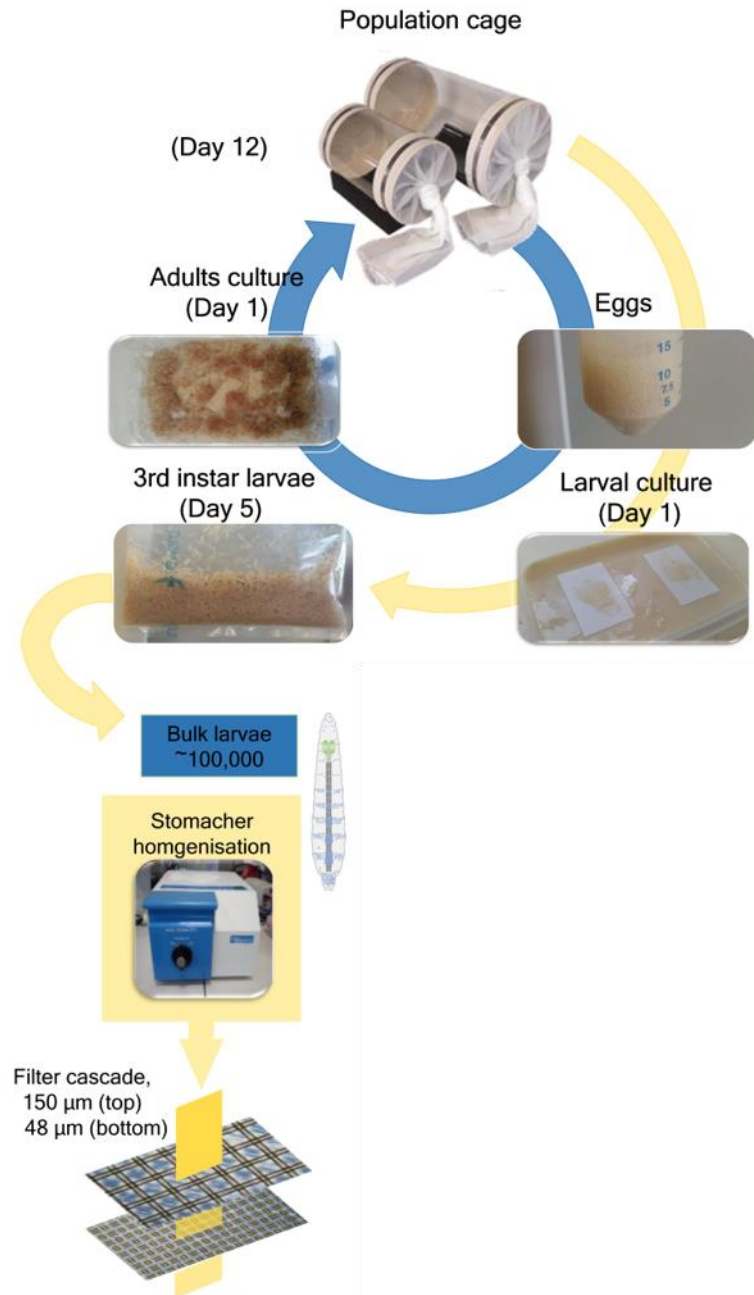 Population cage
(Day 12)
Adults culture
(Day 1)
Eggs
15
10
7.5
5
3rd instar larvae
(Day 5)
Larval culture
(Day 1)
Bulk larvae
~100,000
Stomacher
homgenisation
Filter cascade,
150 µm (top)
48 µm (bottom)